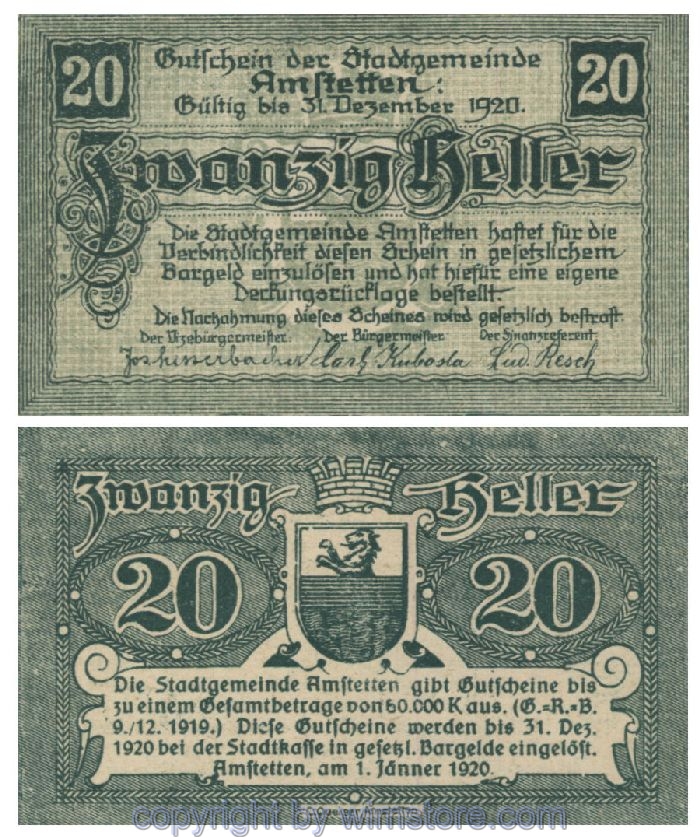 20 Gutschein der Stadtgemeinde 20
Amstetten:
Gültig bis 31. Dezember 1920.
Zwanzig Heller
Die Stadtgemeinde Amstetten haftet für die
Verbindlichkeit diesen Schein in gesetzlichem
Bargeld einzulösen und hat hiefür eine eigene
Deckungsrücklage bestellt.
Die Nachahmung dieses Scheines wird gesetzlich bestraft.
Der Vizebürgermeister: Der Bürgermeister Der Finanzreferent
Carl Kubasta Lud. Resch
Zwanzig Heller
20 20
Die Stadtgemeinde Amstetten gibt Gutscheine bis
zu einem Gesamtbetrage von 60.000 K aus. (G.=R.=B.
9./12. 1919.) Diese Gutscheine werden bis 31. Dez.
1920 bei der Stadtkasse in gesetzl. Bargelde eingelöst.
Amstetten, am 1. Jänner 1920.
copyright by wimstore.com